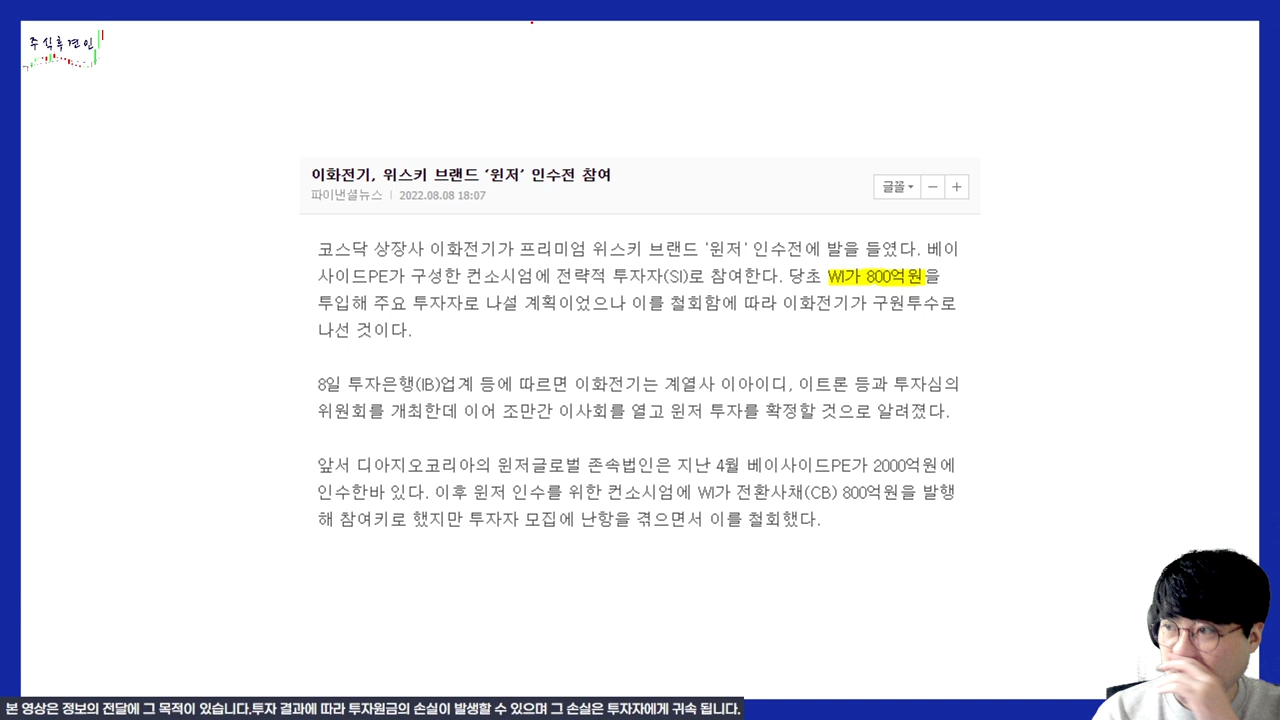 주식후견인
이화전기, 위스키 브랜드 ‘윈저’ 인수전 참여
파이낸셜뉴스 | 2022.08.08 18:07
글꼴 - +
코스닥 상장사 이화전기가 프리미엄 위스키 브랜드 '윈저' 인수전에 발을 들였다. 베이
사이드PE가 구성한 컨소시엄에 전략적 투자자(SI)로 참여한다. 당초 WI가 800억원을
투입해 주요 투자자로 나설 계획이었으나 이를 철회함에 따라 이화전기가 구원투수로
나선 것이다.
8일 투자은행(IB)업계 등에 따르면 이화전기는 계열사 이아이디, 이트론 등과 투자심의
위원회를 개최한데 이어 조만간 이사회를 열고 윈저 투자를 확정할 것으로 알려졌다.
앞서 디아지오코리아의 윈저글로벌 존속법인은 지난 4월 베이사이드PE가 2000억원에
인수한바 있다. 이후 윈저 인수를 위한 컨소시엄에 WI가 전환사채(CB) 800억원을 발행
해 참여키로 했지만 투자자 모집에 난항을 겪으면서 이를 철회했다.
본 영상은 정보의 전달에 그 목적이 있습니다.투자 결과에 따라 투자원금의 손실이 발생할 수 있으며 그 손실은 투자자에게 귀속 됩니다.